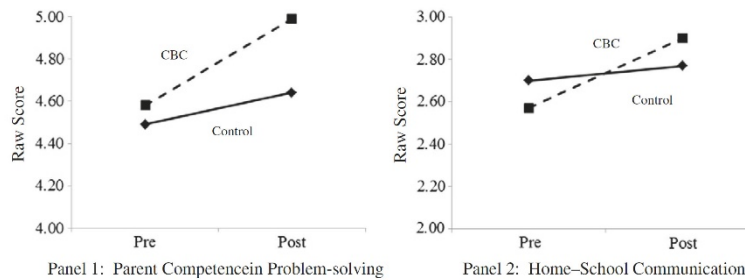 5.00
4.80
4.60
4.40
4.20
4.00
Raw Score
CBC
Control
Pre
Post
Panel 1: Parent Competencein Problem-solving
3.00
2.80
2.60
2.40
2.20
2.00
Raw Score
CBC
Control
Pre
Post
Panel 2: Home–School Communication